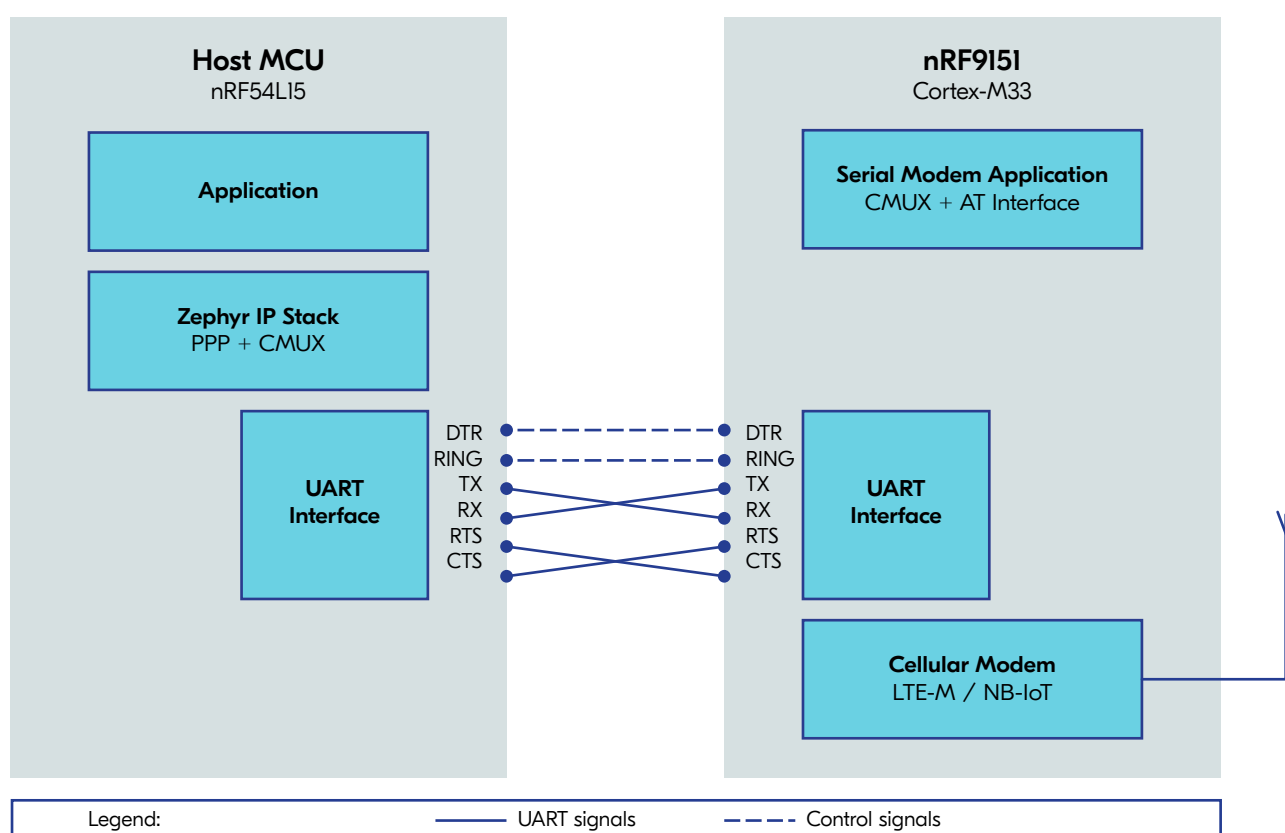 Host MCU
nRF54L15
Application
Zephyr IP Stack
PPP + CMUX
UART
Interface
DTR
RING
TX
RX
RTS
CTS
nRF9151
Cortex-M33
Serial Modem Application
CMUX + AT Interface
DTR
RING
TX
RX
RTS
CTS
UART
Interface
Cellular Modem
LTE-M / NB-IoT
Legend:
UART signals
Control signals